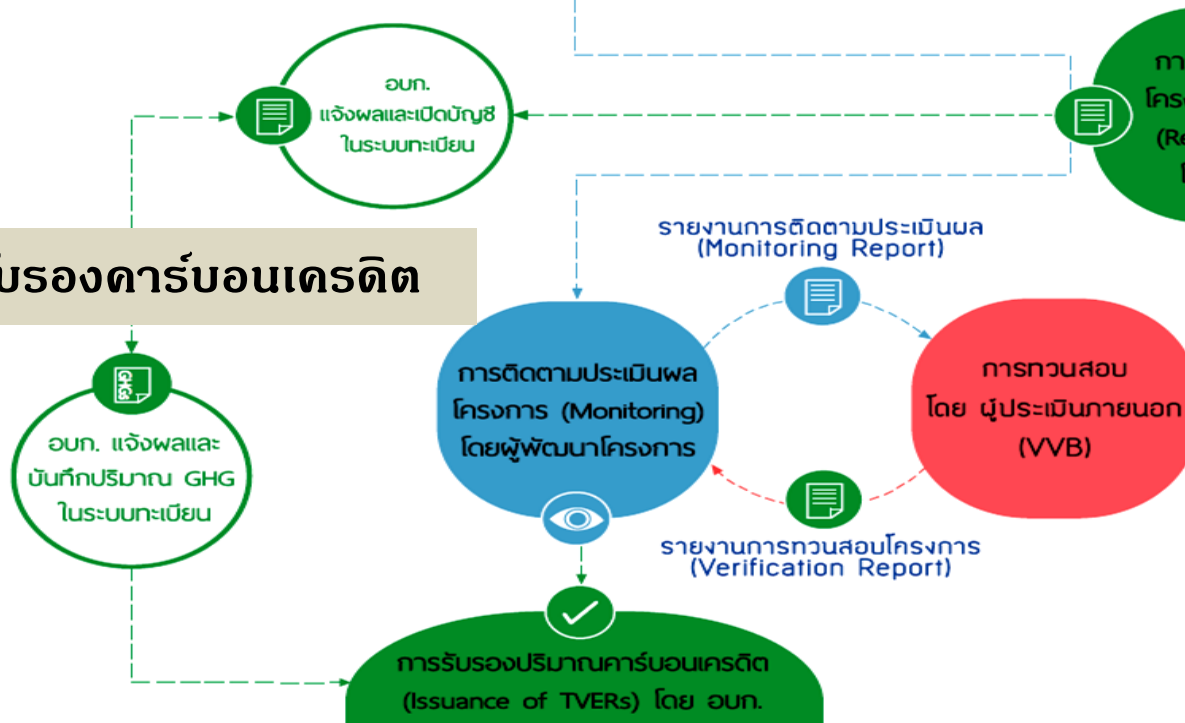 อบก.
แจ้งผลและเปิดบัญชี
ในระบบทะเบียน
(Re
รายงานการติดตามประเมินผล
(Monitoring Report)
บรองคาร์บอนเครดิต
การติดตามประเมินผล
โครงการ (Monitoring)
โดยผู้พัฒนาโครงการ
การทวนสอบ
โดย ผู้ประเมินภายนอก
(VVB)
GHGs
อบก. แจ้งผลและ
บันทึกปริมาณ GHG
ในระบบทะเบียน
รายงานการทวนสอบโครงการ
(Verification Report)
การรับรองปริมาณคาร์บอนเครดิต
(Issuance of TVERs) โดย อบก.